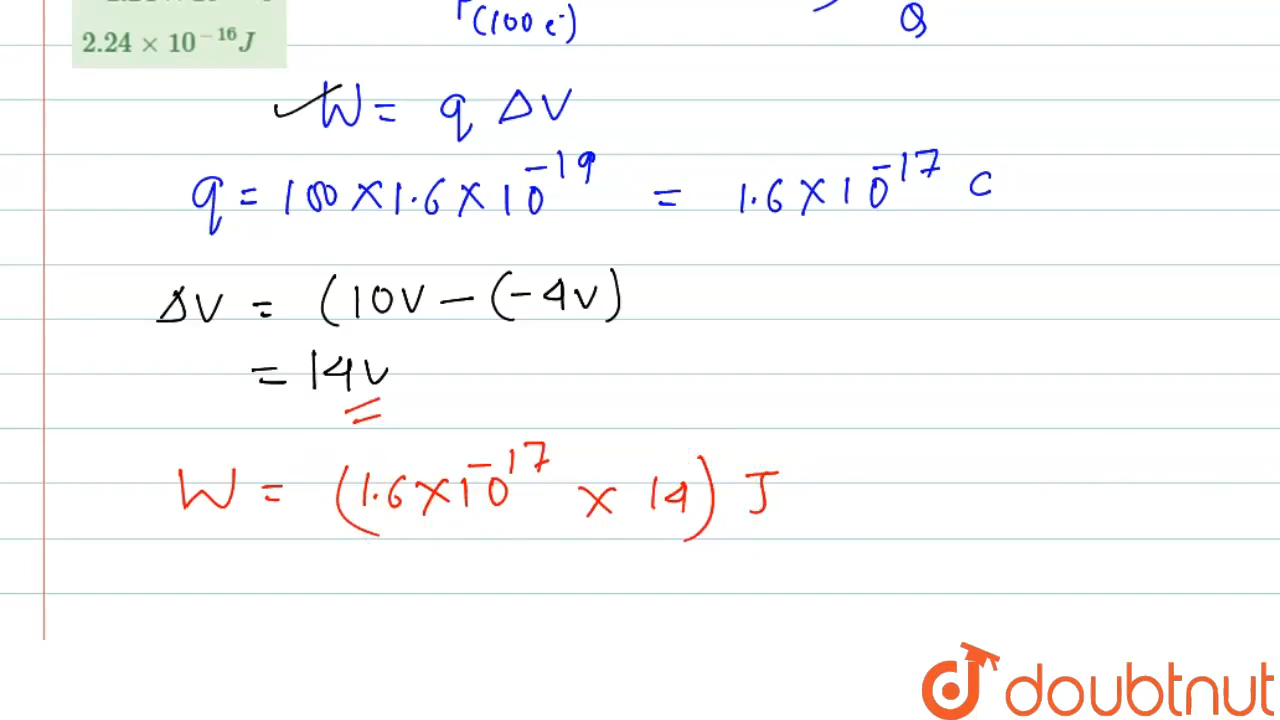 P(100 e⁻)
Q
2.24 × 10⁻¹⁶ J
W = q ΔV
q = 100 × 1.6 × 10⁻¹⁹ = 1.6 × 10⁻¹⁷ C
ΔV = (10V - (-4V)
= 14V
W = (1.6 × 10⁻¹⁷ × 14) J
doubtnut